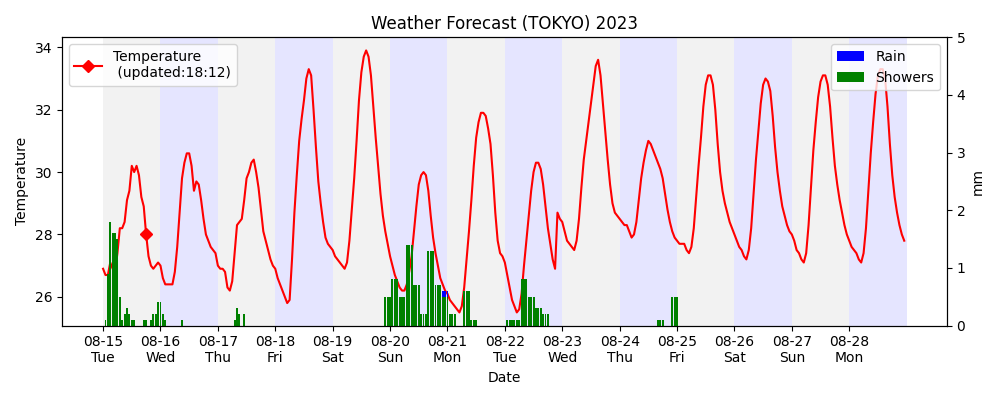 Weather Forecast (TOKYO) 2023
Temperature
(updated:18:12)
Rain
Showers
34
32
30
28
26
Temperature
5
4
3
2
1
0
mm
08-15 08-16 08-17 08-18 08-19 08-20 08-21 08-22 08-23 08-24 08-25 08-26 08-27 08-28
Tue Wed Thu Fri Sat Sun Mon Tue Wed Thu Fri Sat Sun Mon
Date